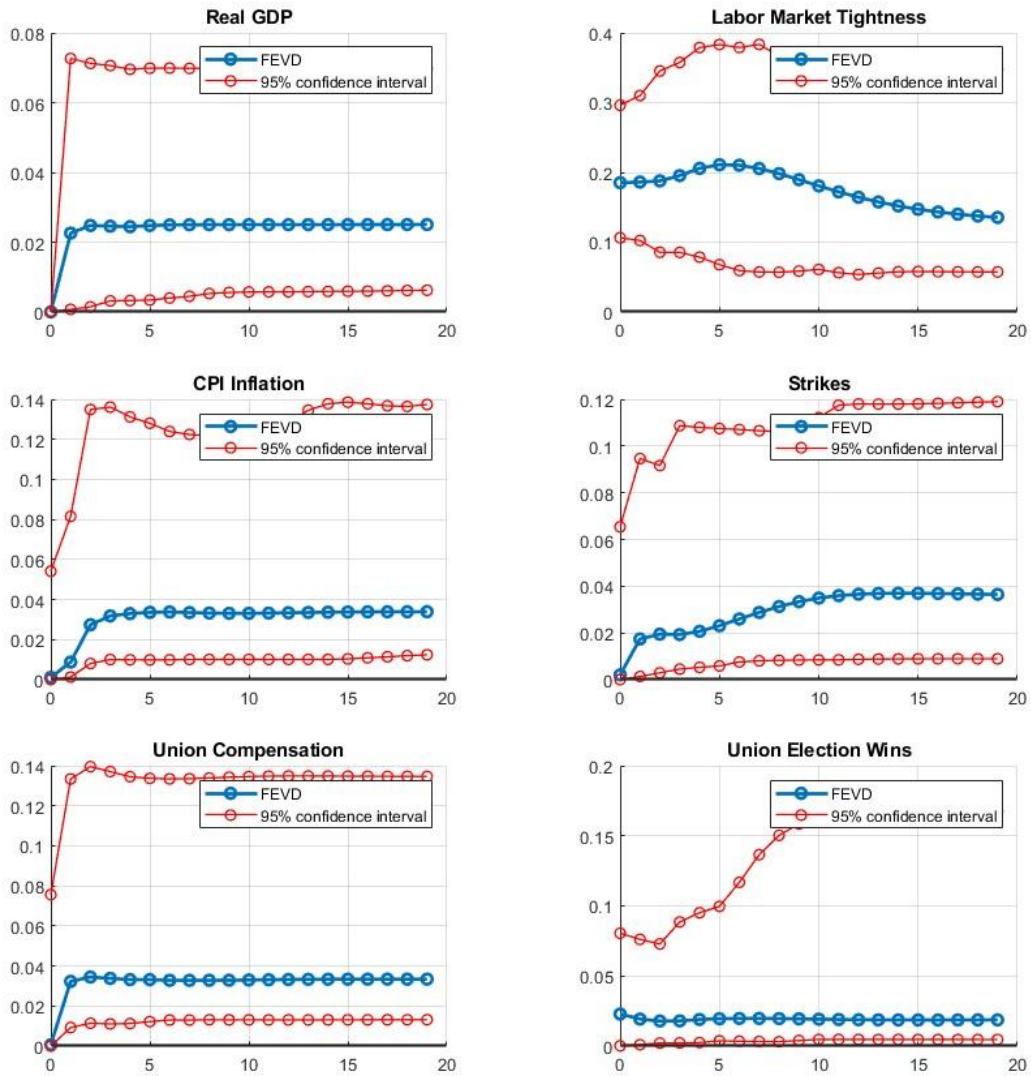 Real GDP
0.08
0.06
0.04
0.02
0
0 5 10 15 20
FEVD
95% confidence interval
Labor Market Tightness
0.4
0.3
0.2
0.1
0
0 5 10 15 20
FEVD
95% confidence interval
CPI Inflation
0.14
0.12
0.1
0.08
0.06
0.04
0.02
0
0 5 10 15 20
FEVD
95% confidence interval
Strikes
0.12
0.1
0.08
0.06
0.04
0.02
0
0 5 10 15 20
FEVD
95% confidence interval
Union Compensation
0.14
0.12
0.1
0.08
0.06
0.04
0.02
0
0 5 10 15 20
FEVD
95% confidence interval
Union Election Wins
0.2
0.15
0.1
0.05
0
0 5 10 15 20
FEVD
95% confidence interval